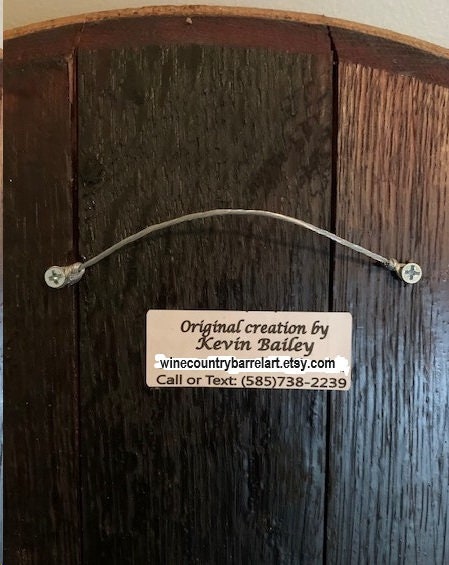 Original creation by
Kevin Bailey
winecountrybarrelart.etsy.com
Call or Text: (585)738-2239